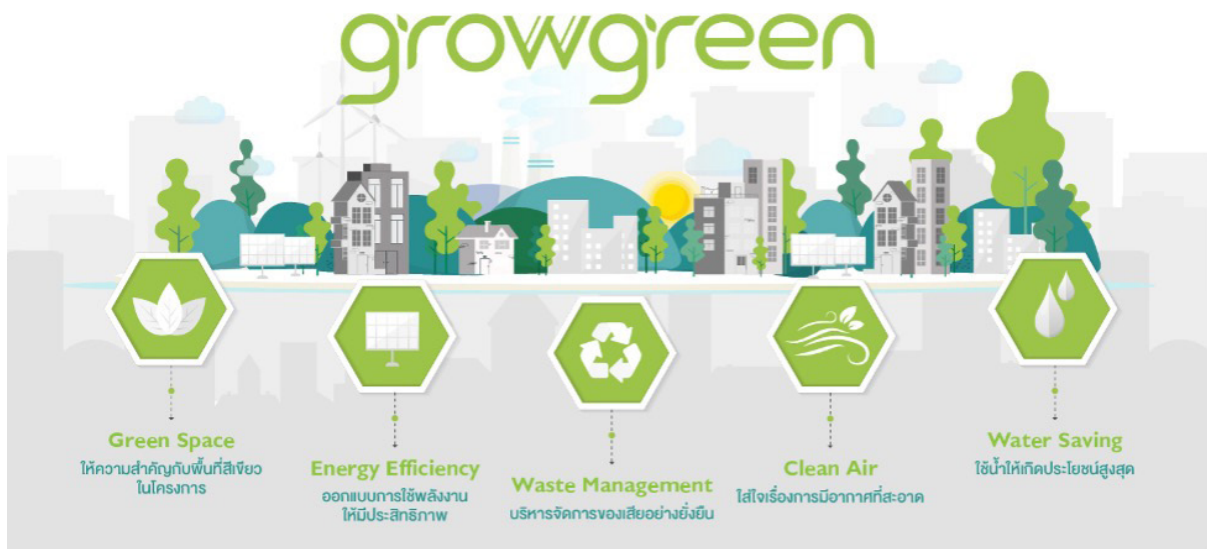 growgreen
Green Space
ให้ความสำคัญกับพื้นที่สีเขียว
ในโครงการ
Energy Efficiency
ออกแบบการใช้พลังงาน
ให้มีประสิทธิภาพ
Waste Management
บริหารจัดการของเสียอย่างยั่งยืน
Clean Air
ใส่ใจเรื่องการมีอากาศที่สะอาด
Water Saving
ใช้น้ำให้เกิดประโยชน์สูงสุด